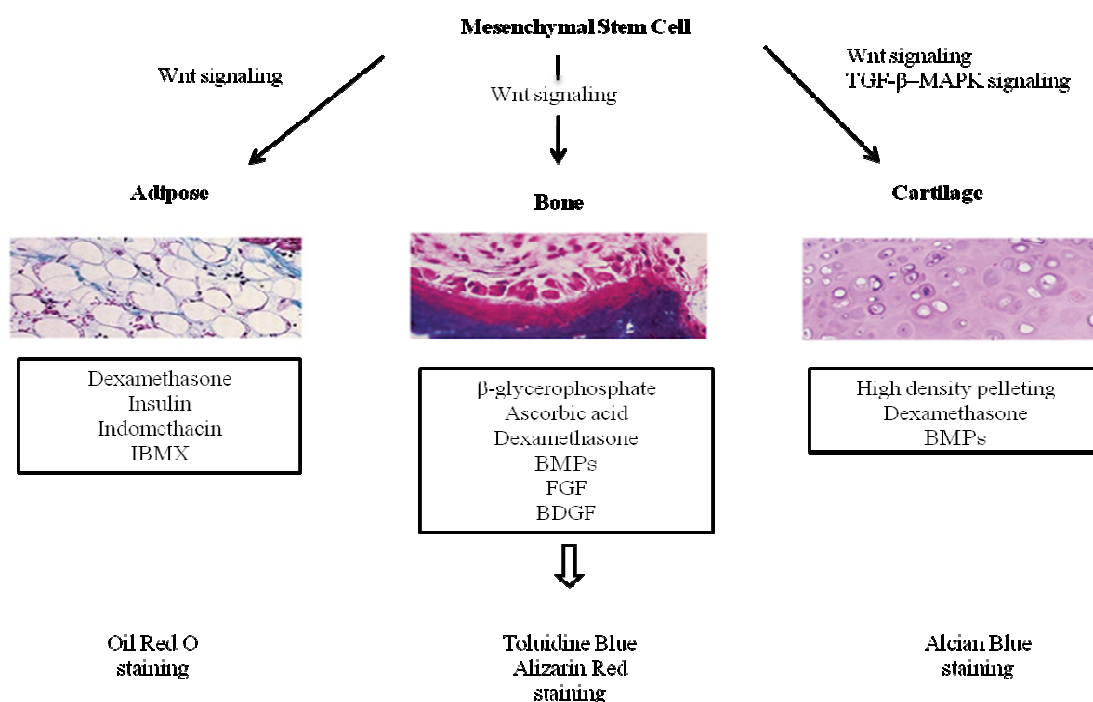 Mesenchymal Stem Cell
Wnt signaling
Wnt signaling
Wnt signaling
TGF-β–MAPK signaling
Adipose
Bone
Cartilage
Dexamethasone
Insulin
Indomethacin
IBMX
β-glycerophosphate
Ascorbic acid
Dexamethasone
BMPs
FGF
BDGF
High density pelleting
Dexamethasone
BMPs
Oil Red O
staining
Toluidine Blue
Alizarin Red
staining
Alcian Blue
staining